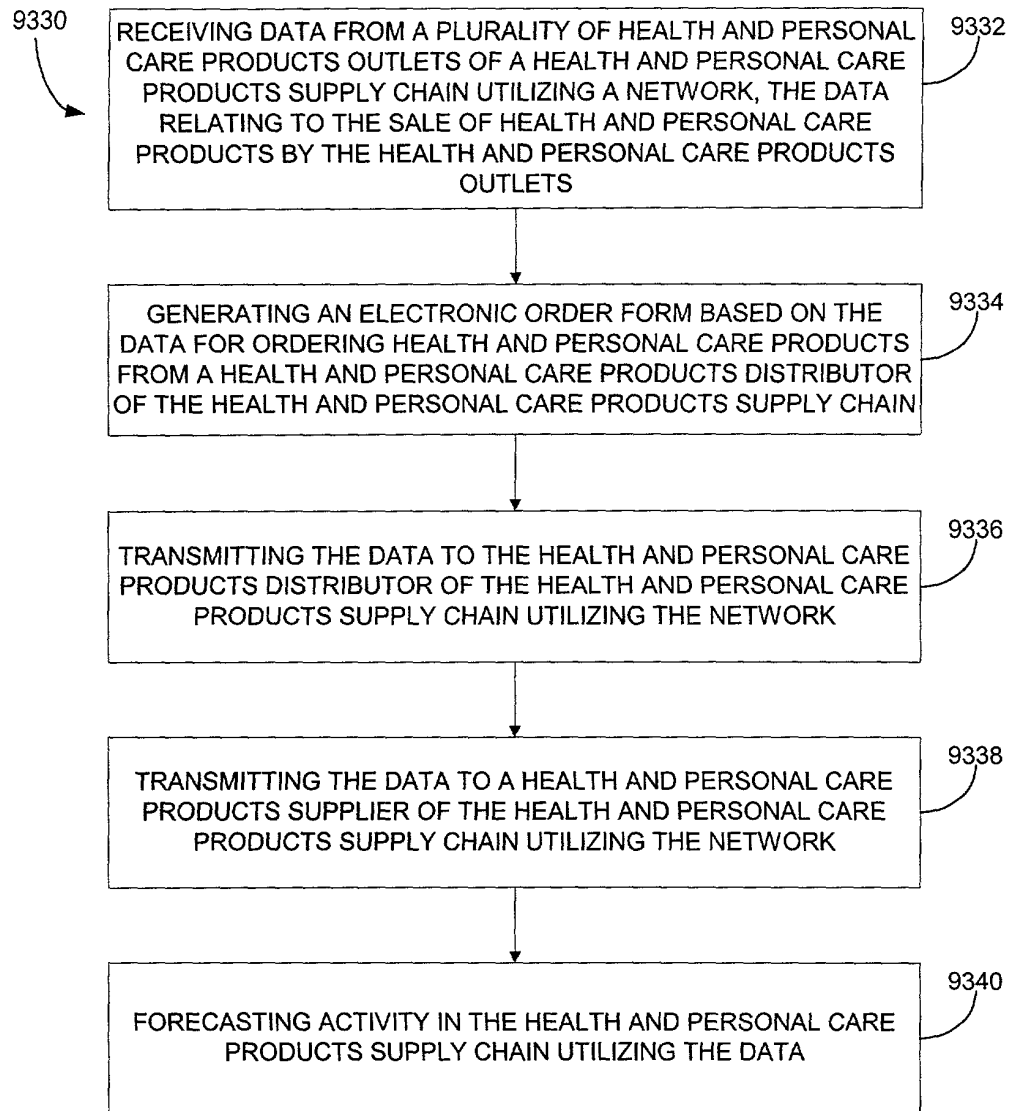 9330
RECEIVING DATA FROM A PLURALITY OF HEALTH AND PERSONAL
CARE PRODUCTS OUTLETS OF A HEALTH AND PERSONAL CARE
PRODUCTS SUPPLY CHAIN UTILIZING A NETWORK, THE DATA
RELATING TO THE SALE OF HEALTH AND PERSONAL CARE
PRODUCTS BY THE HEALTH AND PERSONAL CARE PRODUCTS
OUTLETS
9332
GENERATING AN ELECTRONIC ORDER FORM BASED ON THE
DATA FOR ORDERING HEALTH AND PERSONAL CARE PRODUCTS
FROM A HEALTH AND PERSONAL CARE PRODUCTS DISTRIBUTOR
OF THE HEALTH AND PERSONAL CARE PRODUCTS SUPPLY CHAIN
9334
TRANSMITTING THE DATA TO THE HEALTH AND PERSONAL CARE
PRODUCTS DISTRIBUTOR OF THE HEALTH AND PERSONAL CARE
PRODUCTS SUPPLY CHAIN UTILIZING THE NETWORK
9336
TRANSMITTING THE DATA TO A HEALTH AND PERSONAL CARE
PRODUCTS SUPPLIER OF THE HEALTH AND PERSONAL CARE
PRODUCTS SUPPLY CHAIN UTILIZING THE NETWORK
9338
FORECASTING ACTIVITY IN THE HEALTH AND PERSONAL CARE
PRODUCTS SUPPLY CHAIN UTILIZING THE DATA
9340